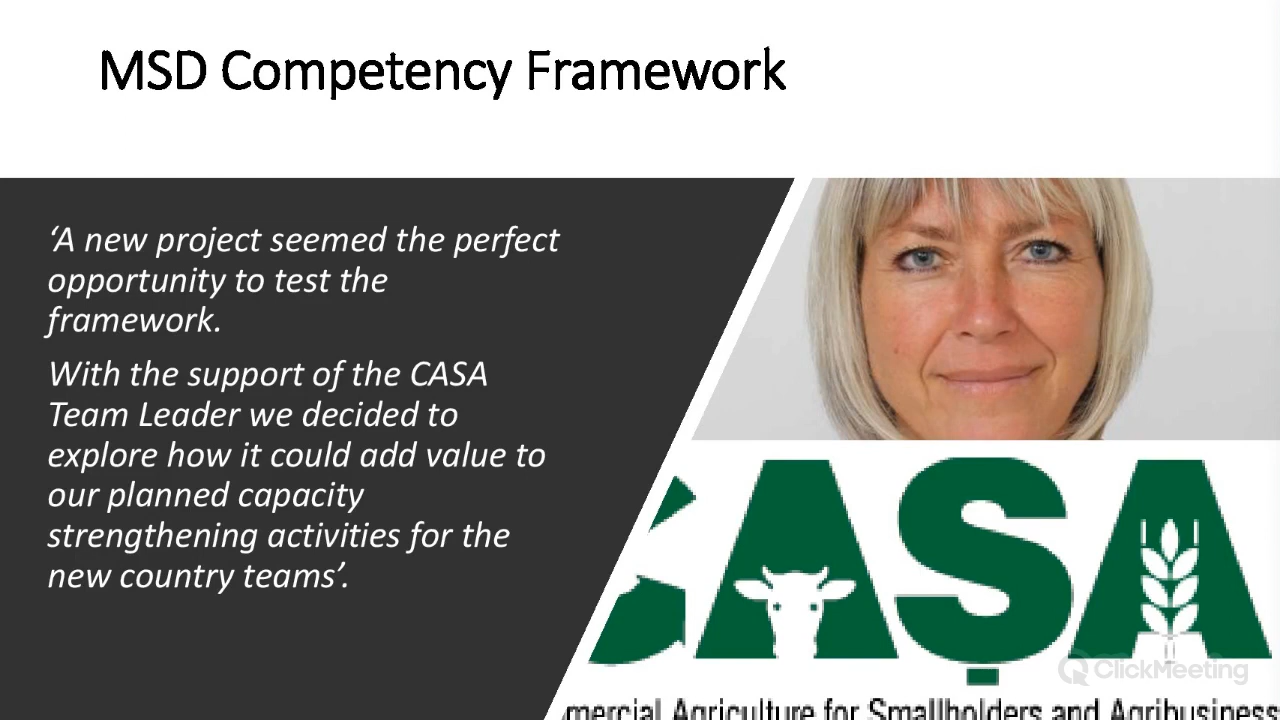 MSD Competency Framework
‘A new project seemed the perfect
opportunity to test the
framework.
With the support of the CASA
Team Leader we decided to
explore how it could add value to
our planned capacity
strengthening activities for the
new country teams’.
CASA
mercial Agriculture for Smallholders and Agribusiness
ClickMeeting